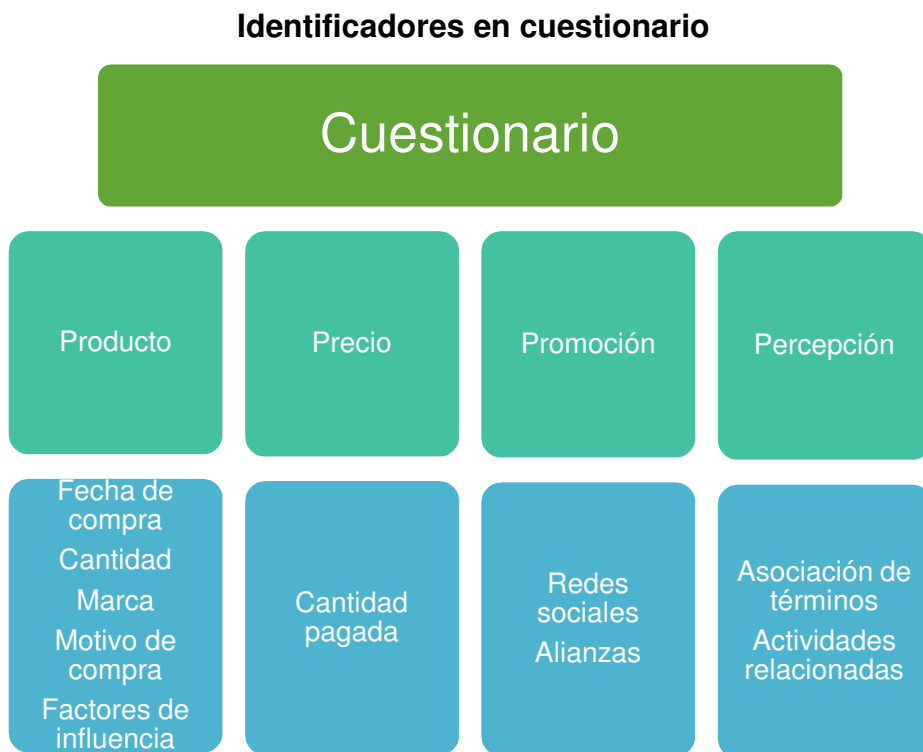 Identificadores en cuestionario
Cuestionario
Producto
Precio
Promoción
Percepción
Fecha de
compra
Cantidad
Marca
Motivo de
compra
Factores de
influencia
Cantidad
pagada
Redes
sociales
Alianzas
Asociación de
términos
Actividades
relacionadas